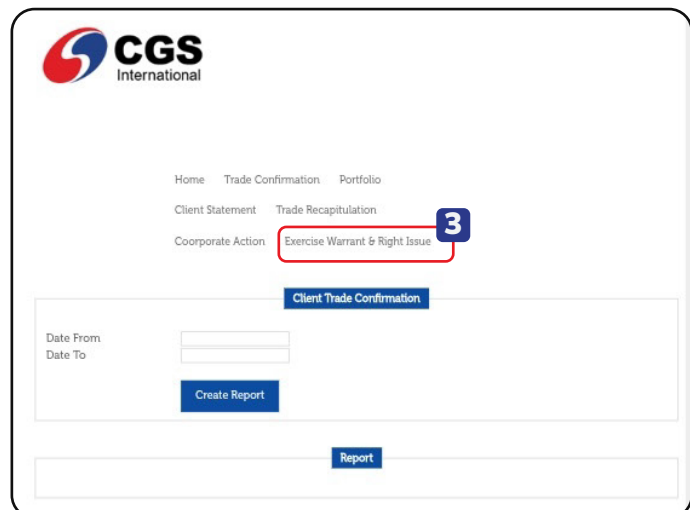 CGS
International
Home Trade Confirmation Portfolio
Client Statement Trade Recapitulation
Coorporate Action Exercise Warrant & Right Issue
3
Client Trade Confirmation
Date From
Date To
Create Report
Report